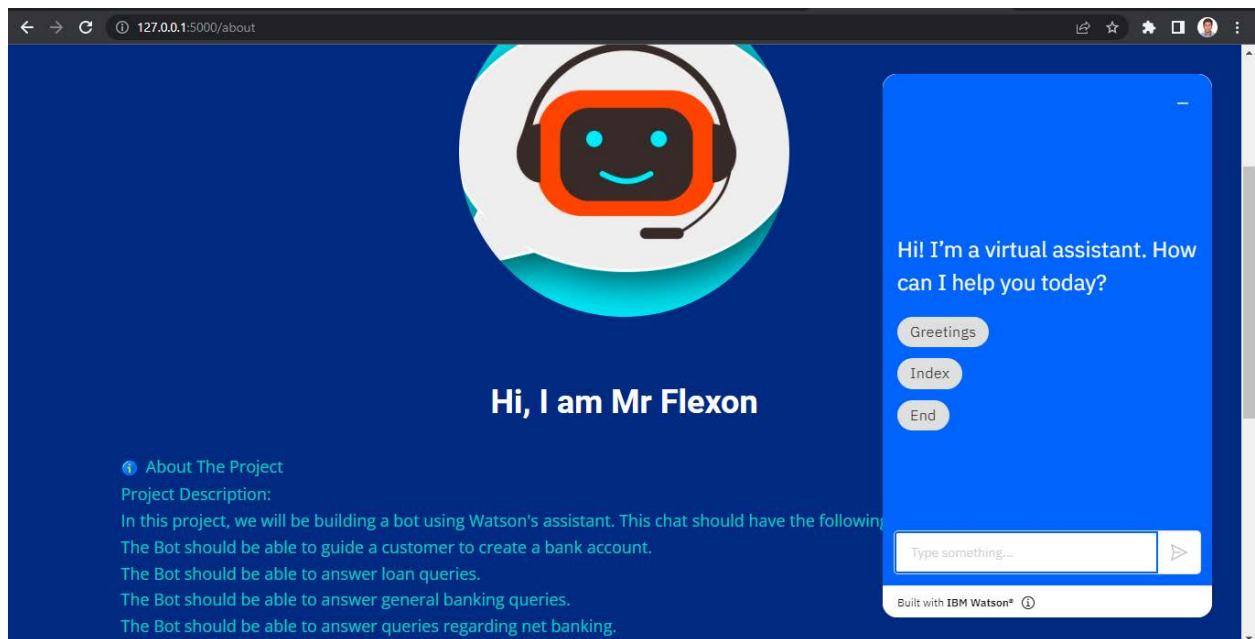 127.0.0.1:5000/about
Hi, I am Mr Flexon
About The Project
Project Description:
In this project, we will be building a bot using Watson's assistant. This chat should have the following
The Bot should be able to guide a customer to create a bank account.
The Bot should be able to answer loan queries.
The Bot should be able to answer general banking queries.
The Bot should be able to answer queries regarding net banking.
Hi! I’m a virtual assistant. How
can I help you today?
Greetings
Index
End
Type something...
Built with IBM Watson®